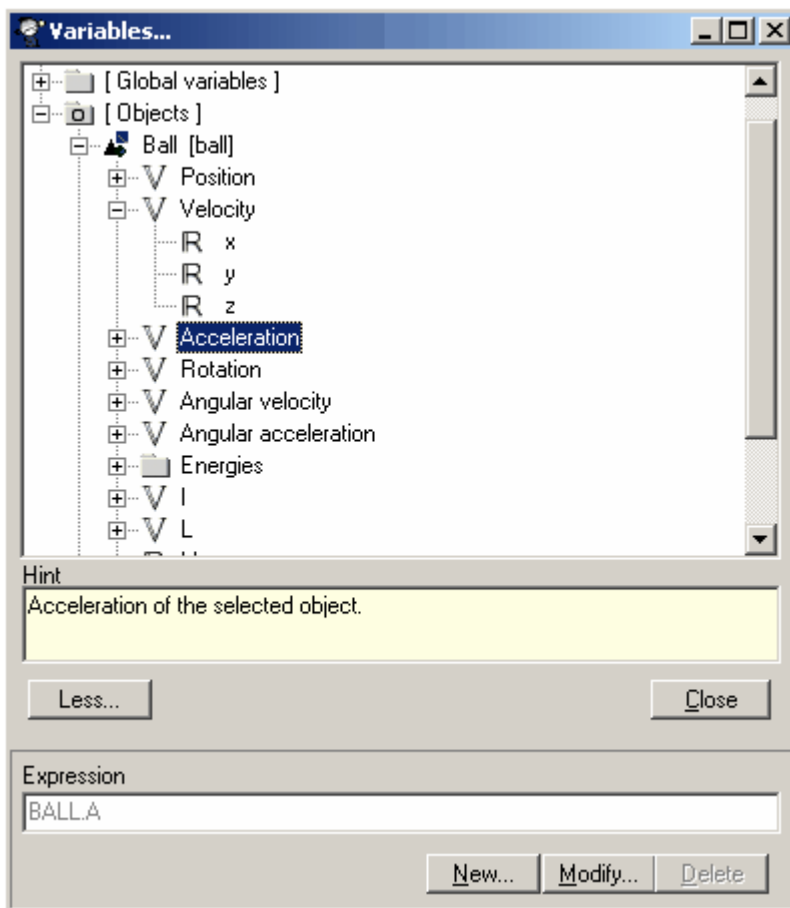 Variables...
[ Global variables ]
[ Objects ]
Ball [ball]
V Position
V Velocity
R x
R y
R z
V Acceleration
V Rotation
V Angular velocity
V Angular acceleration
Energies
V I
V L
Hint
Acceleration of the selected object.
Less... Close
Expression
BALL.A
New... Modify... Delete